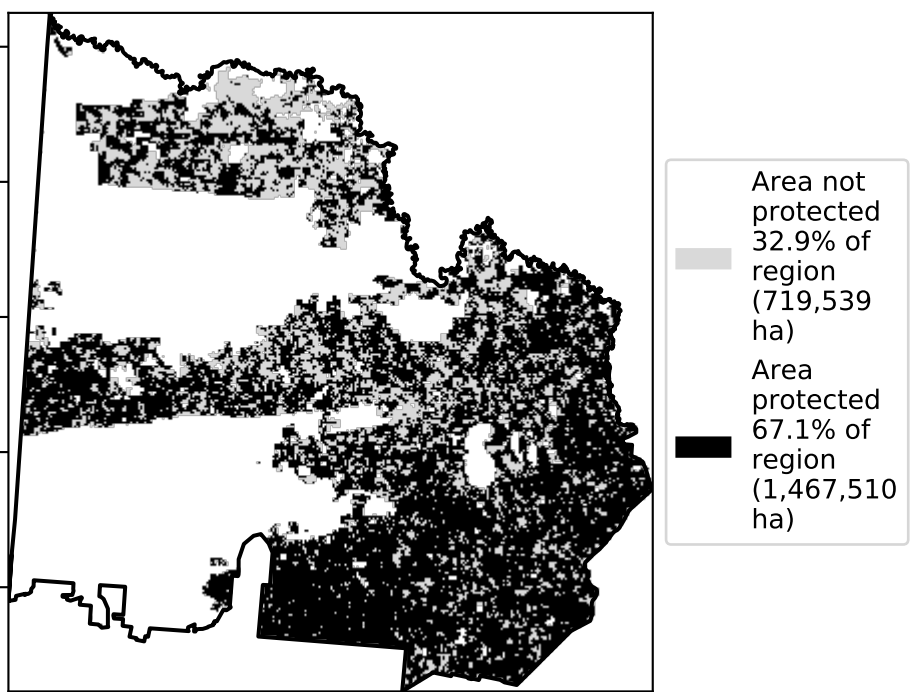 Area not
protected
32.9% of
region
(719,539
ha)
Area
protected
67.1% of
region
(1,467,510
ha)